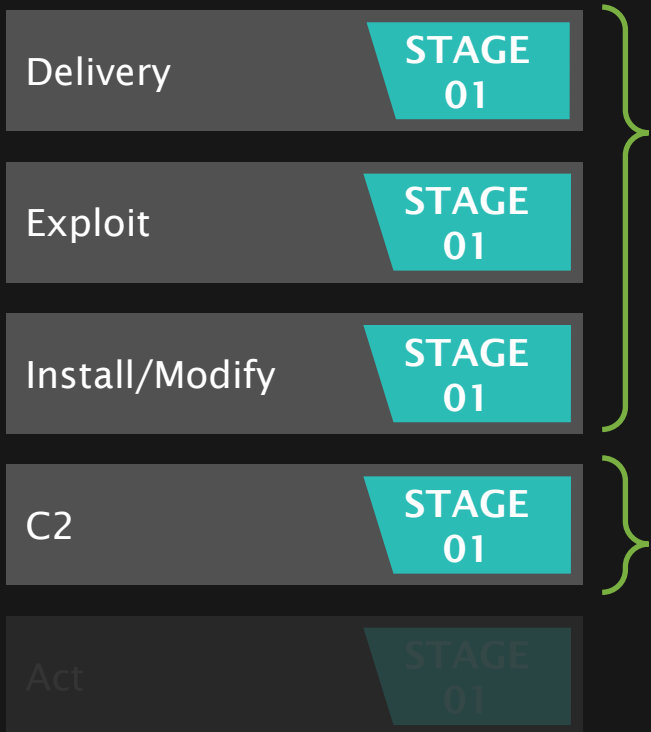 Delivery
STAGE
01
Exploit
STAGE
01
Install/Modify
STAGE
01
C2
STAGE
01
Act
STAGE
01